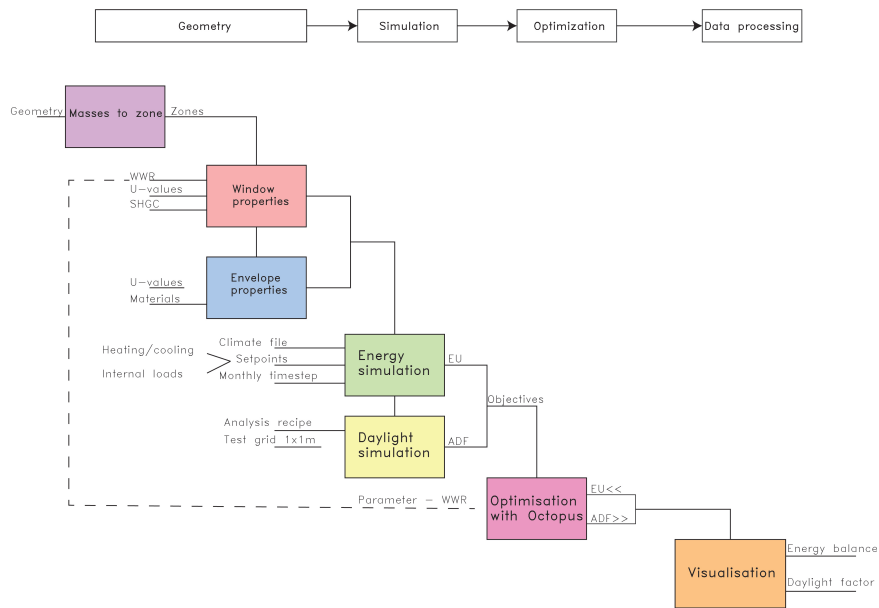 Geometry
Simulation
Optimization
Data processing
Geometry
Masses to zone
Zones
WWR
U-values
SHGC
Window
properties
U-values
Materials
Envelope
properties
Heating/cooling
Internal loads
Climate file
Setpoints
Monthly timestep
Energy
simulation
EU
Objectives
Analysis recipe
Test grid 1x1m
Daylight
simulation
ADF
Parameter - WWR
Optimisation
with Octopus
EU<<
ADF>>
Visualisation
Energy balance
Daylight factor